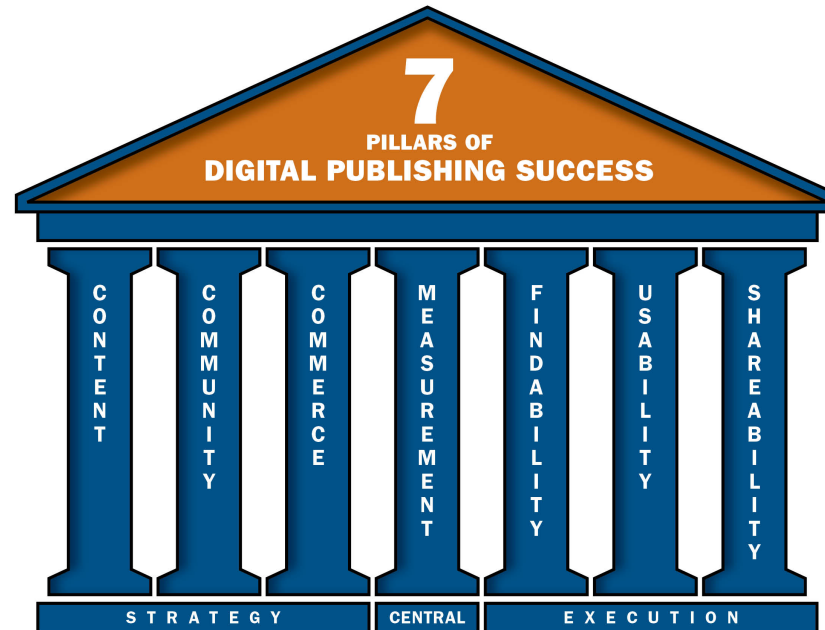 7
PILLARS OF
DIGITAL PUBLISHING SUCCESS
CONTENT
COMMUNITY
COMMERCE
MEASUREMENT
FINDABILITY
USABILITY
SHAREABILITY
STRATEGY
CENTRAL
EXECUTION